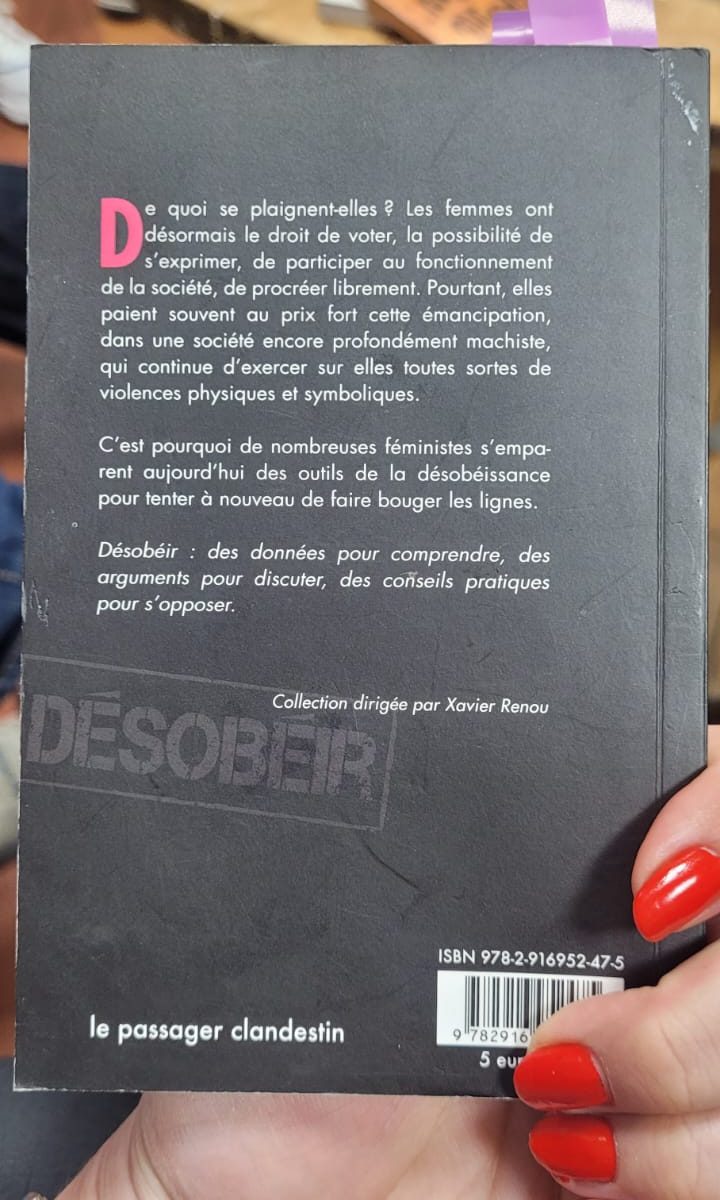 De quoi se plaignent-elles ? Les femmes ont
désormais le droit de voter, la possibilité de
s'exprimer, de participer au fonctionnement
de la société, de procréer librement. Pourtant, elles
paient souvent au prix fort cette émancipation,
dans une société encore profondément machiste,
qui continue d'exercer sur elles toutes sortes de
violences physiques et symboliques.
C'est pourquoi de nombreuses féministes s'empa-
rent aujourd'hui des outils de la désobéissance
pour tenter à nouveau de faire bouger les lignes.
Désobéir : des données pour comprendre, des
arguments pour discuter, des conseils pratiques
pour s'opposer.
Collection dirigée par Xavier Renou
DÉSOBÉIR
ISBN 978-2-916952-47-5
9 782916
le passager clandestin
5